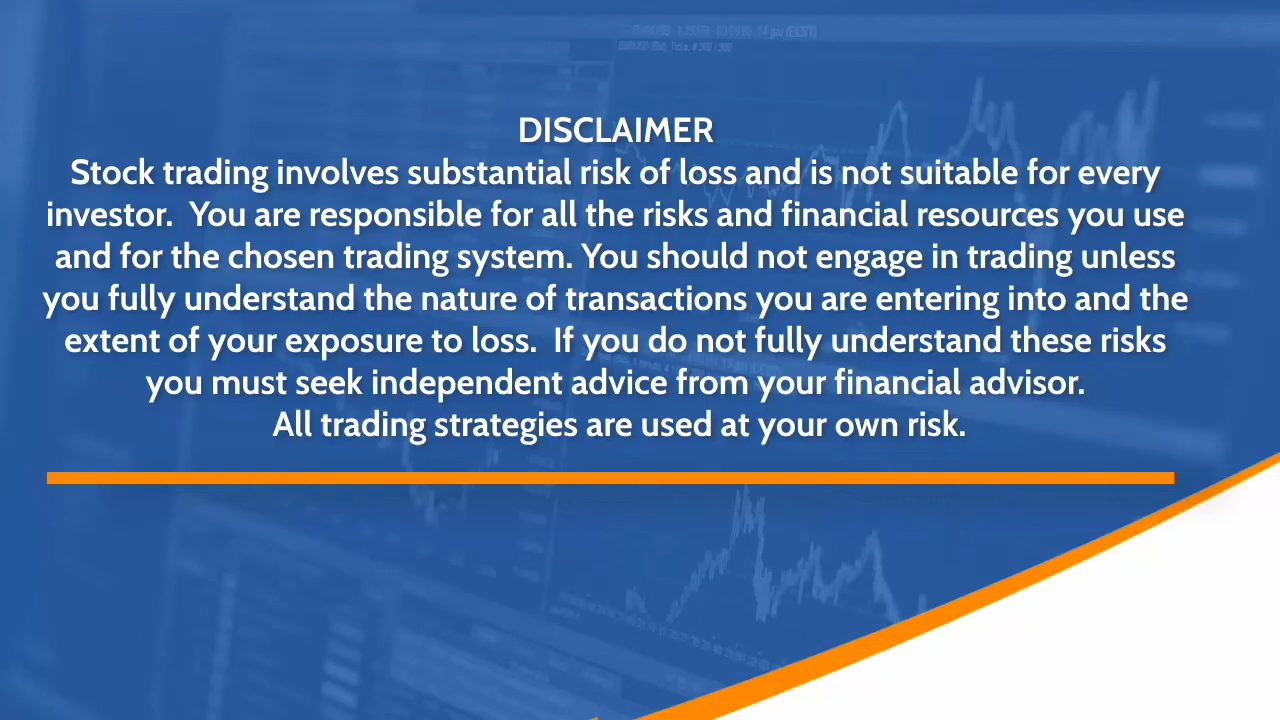 DISCLAIMER
Stock trading involves substantial risk of loss and is not suitable for every
investor.  You are responsible for all the risks and financial resources you use
and for the chosen trading system. You should not engage in trading unless
you fully understand the nature of transactions you are entering into and the
extent of your exposure to loss.  If you do not fully understand these risks
you must seek independent advice from your financial advisor.
All trading strategies are used at your own risk.